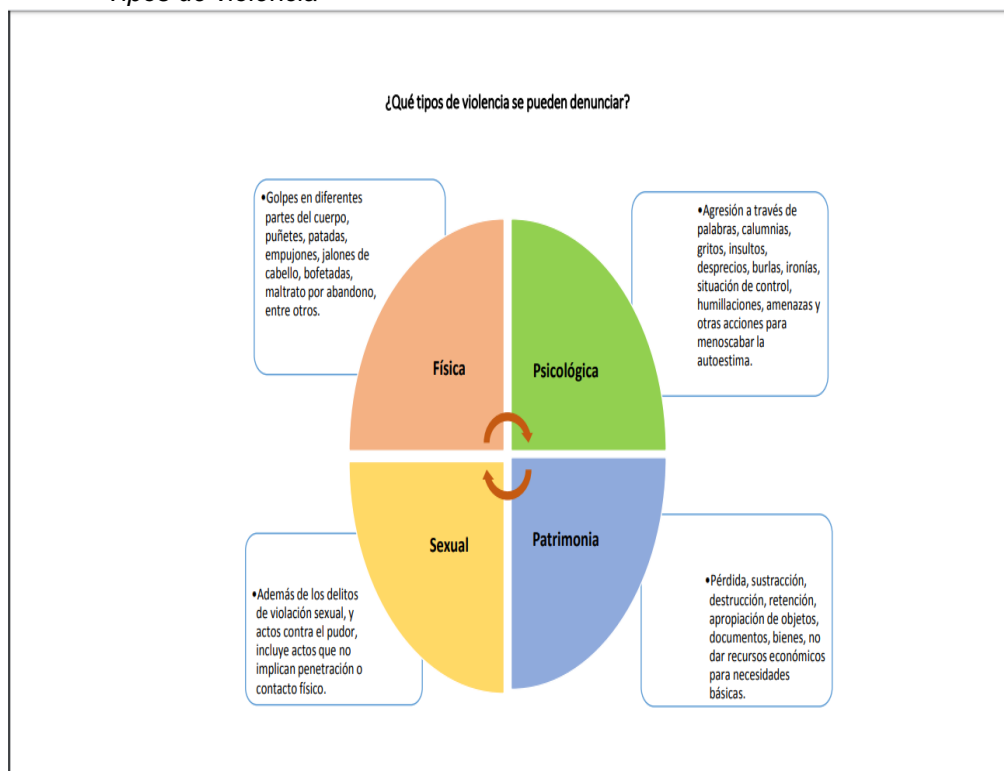 Tipos de violencia
¿Qué tipos de violencia se pueden denunciar?
•Golpes en diferentes
partes del cuerpo,
puñetes, patadas,
empujones, jalones de
cabello, bofetadas,
maltrato por abandono,
entre otros.
•Agresión a través de
palabras, calumnias,
gritos, insultos,
desprecios, burlas, ironías,
situación de control,
humillaciones, amenazas y
otras acciones para
menoscabar la
autoestima.
Física
Psicológica
Sexual
Patrimonia
•Además de los delitos
de violación sexual, y
actos contra el pudor,
incluye actos que no
implican penetración o
contacto físico.
•Pérdida, sustracción,
destrucción, retención,
apropiación de objetos,
documentos, bienes, no
dar recursos económicos
para necesidades
básicas.